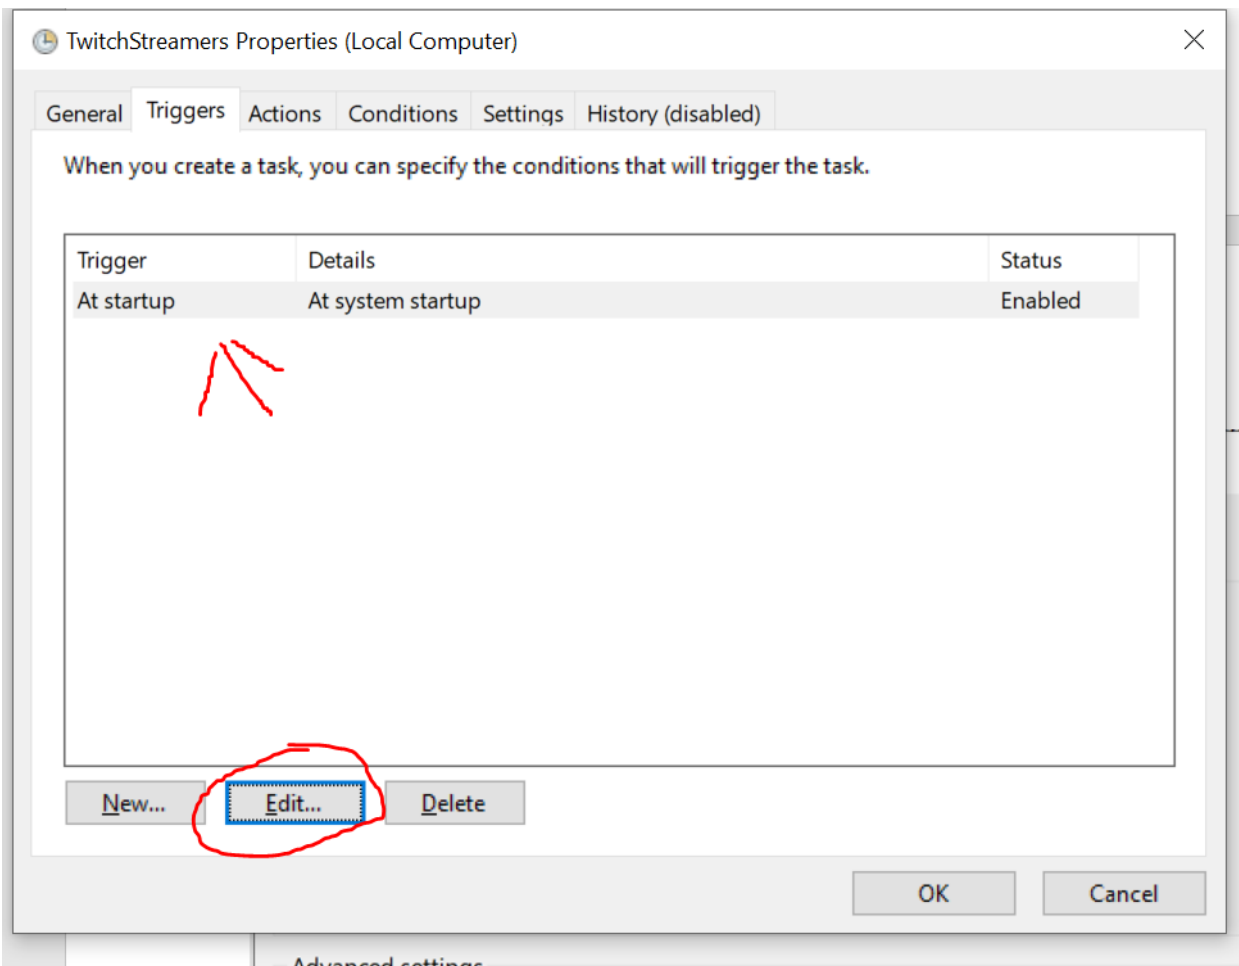 TwitchStreamers Properties (Local Computer)
General Triggers Actions Conditions Settings History (disabled)
When you create a task, you can specify the conditions that will trigger the task.
Trigger Details Status
At startup At system startup Enabled
New... Edit... Delete
OK Cancel
Advanced settings